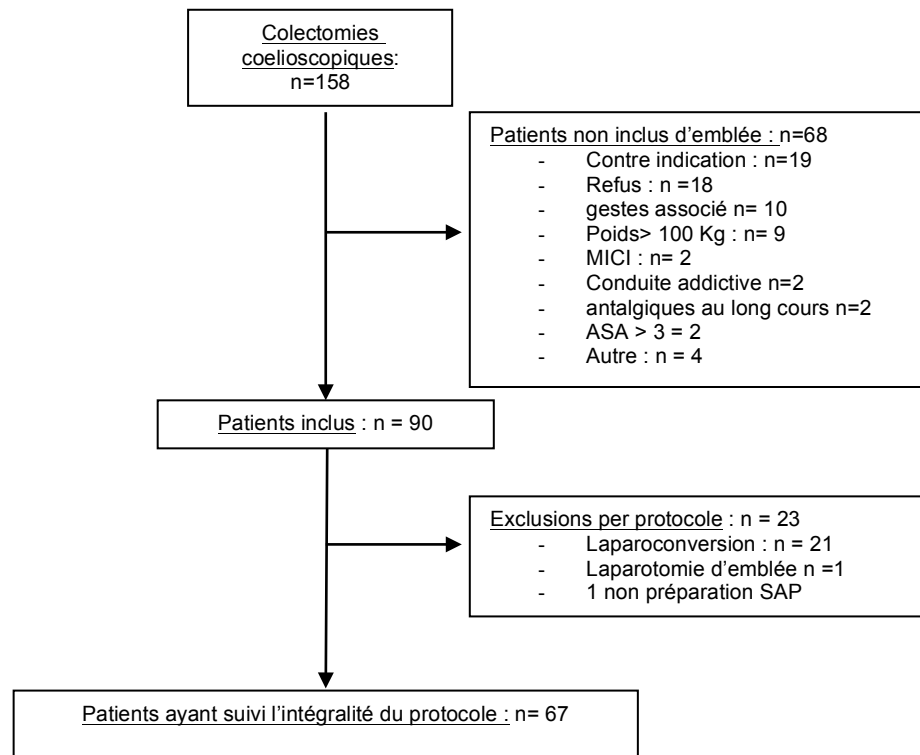 Colectomies
coelioscopiques:
n=158
Patients non inclus d’emblée : n=68
- Contre indication : n=19
- Refus : n =18
- gestes associé n= 10
- Poids> 100 Kg : n= 9
- MICI : n= 2
- Conduite addictive n=2
- antalgiques au long cours n=2
- ASA > 3 = 2
- Autre : n = 4
Patients inclus : n = 90
Exclusions per protocole : n = 23
- Laparoconversion : n = 21
- Laparotomie d’emblée n =1
- 1 non préparation SAP
Patients ayant suivi l’intégralité du protocole : n= 67